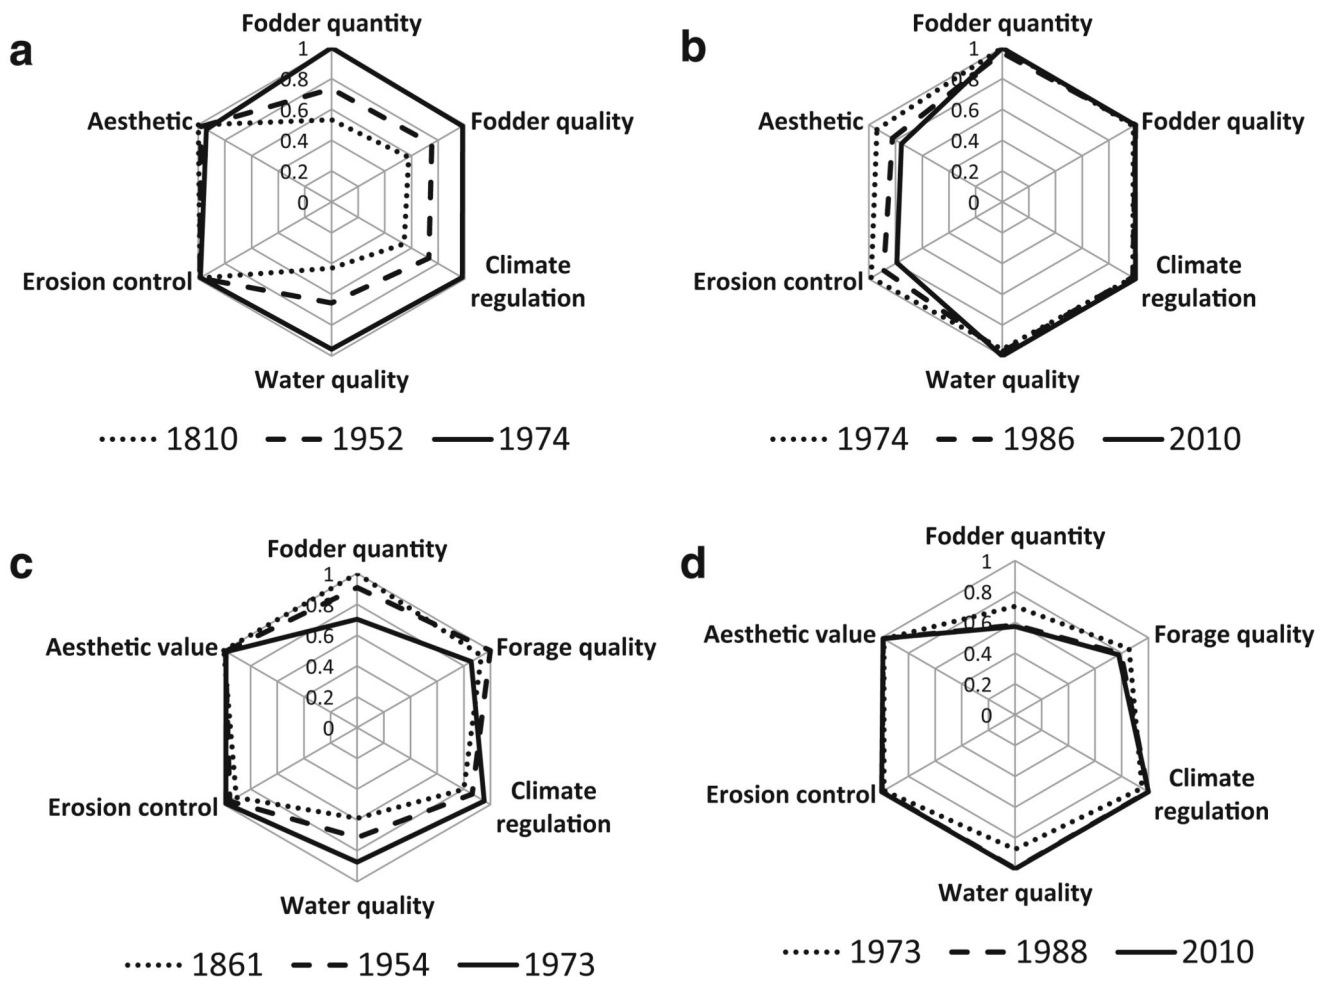 a
Fodder quantity
1
0.8
0.6
0.4
0.2
0
Aesthetic
Fodder quality
Erosion control
Climate
regulation
Water quality
1810 1952 1974
b
Fodder quantity
1
0.8
0.6
0.4
0.2
0
Aesthetic
Fodder quality
Erosion control
Climate
regulation
Water quality
1974 1986 2010
c
Fodder quantity
1
0.8
0.6
0.4
0.2
0
Aesthetic value
Forage quality
Erosion control
Climate
regulation
Water quality
1861 1954 1973
d
Fodder quantity
1
0.8
0.6
0.4
0.2
0
Aesthetic value
Forage quality
Erosion control
Climate
regulation
Water quality
1973 1988 2010